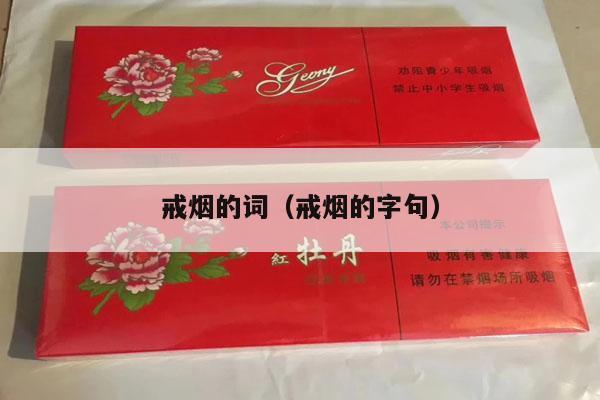 Geony
劝阻青少年吸烟
禁止中小学生吸烟
戒烟的词（戒烟的字句）
本公司提示
紅 牡丹
吸烟有害健康
请勿在禁烟场所吸烟